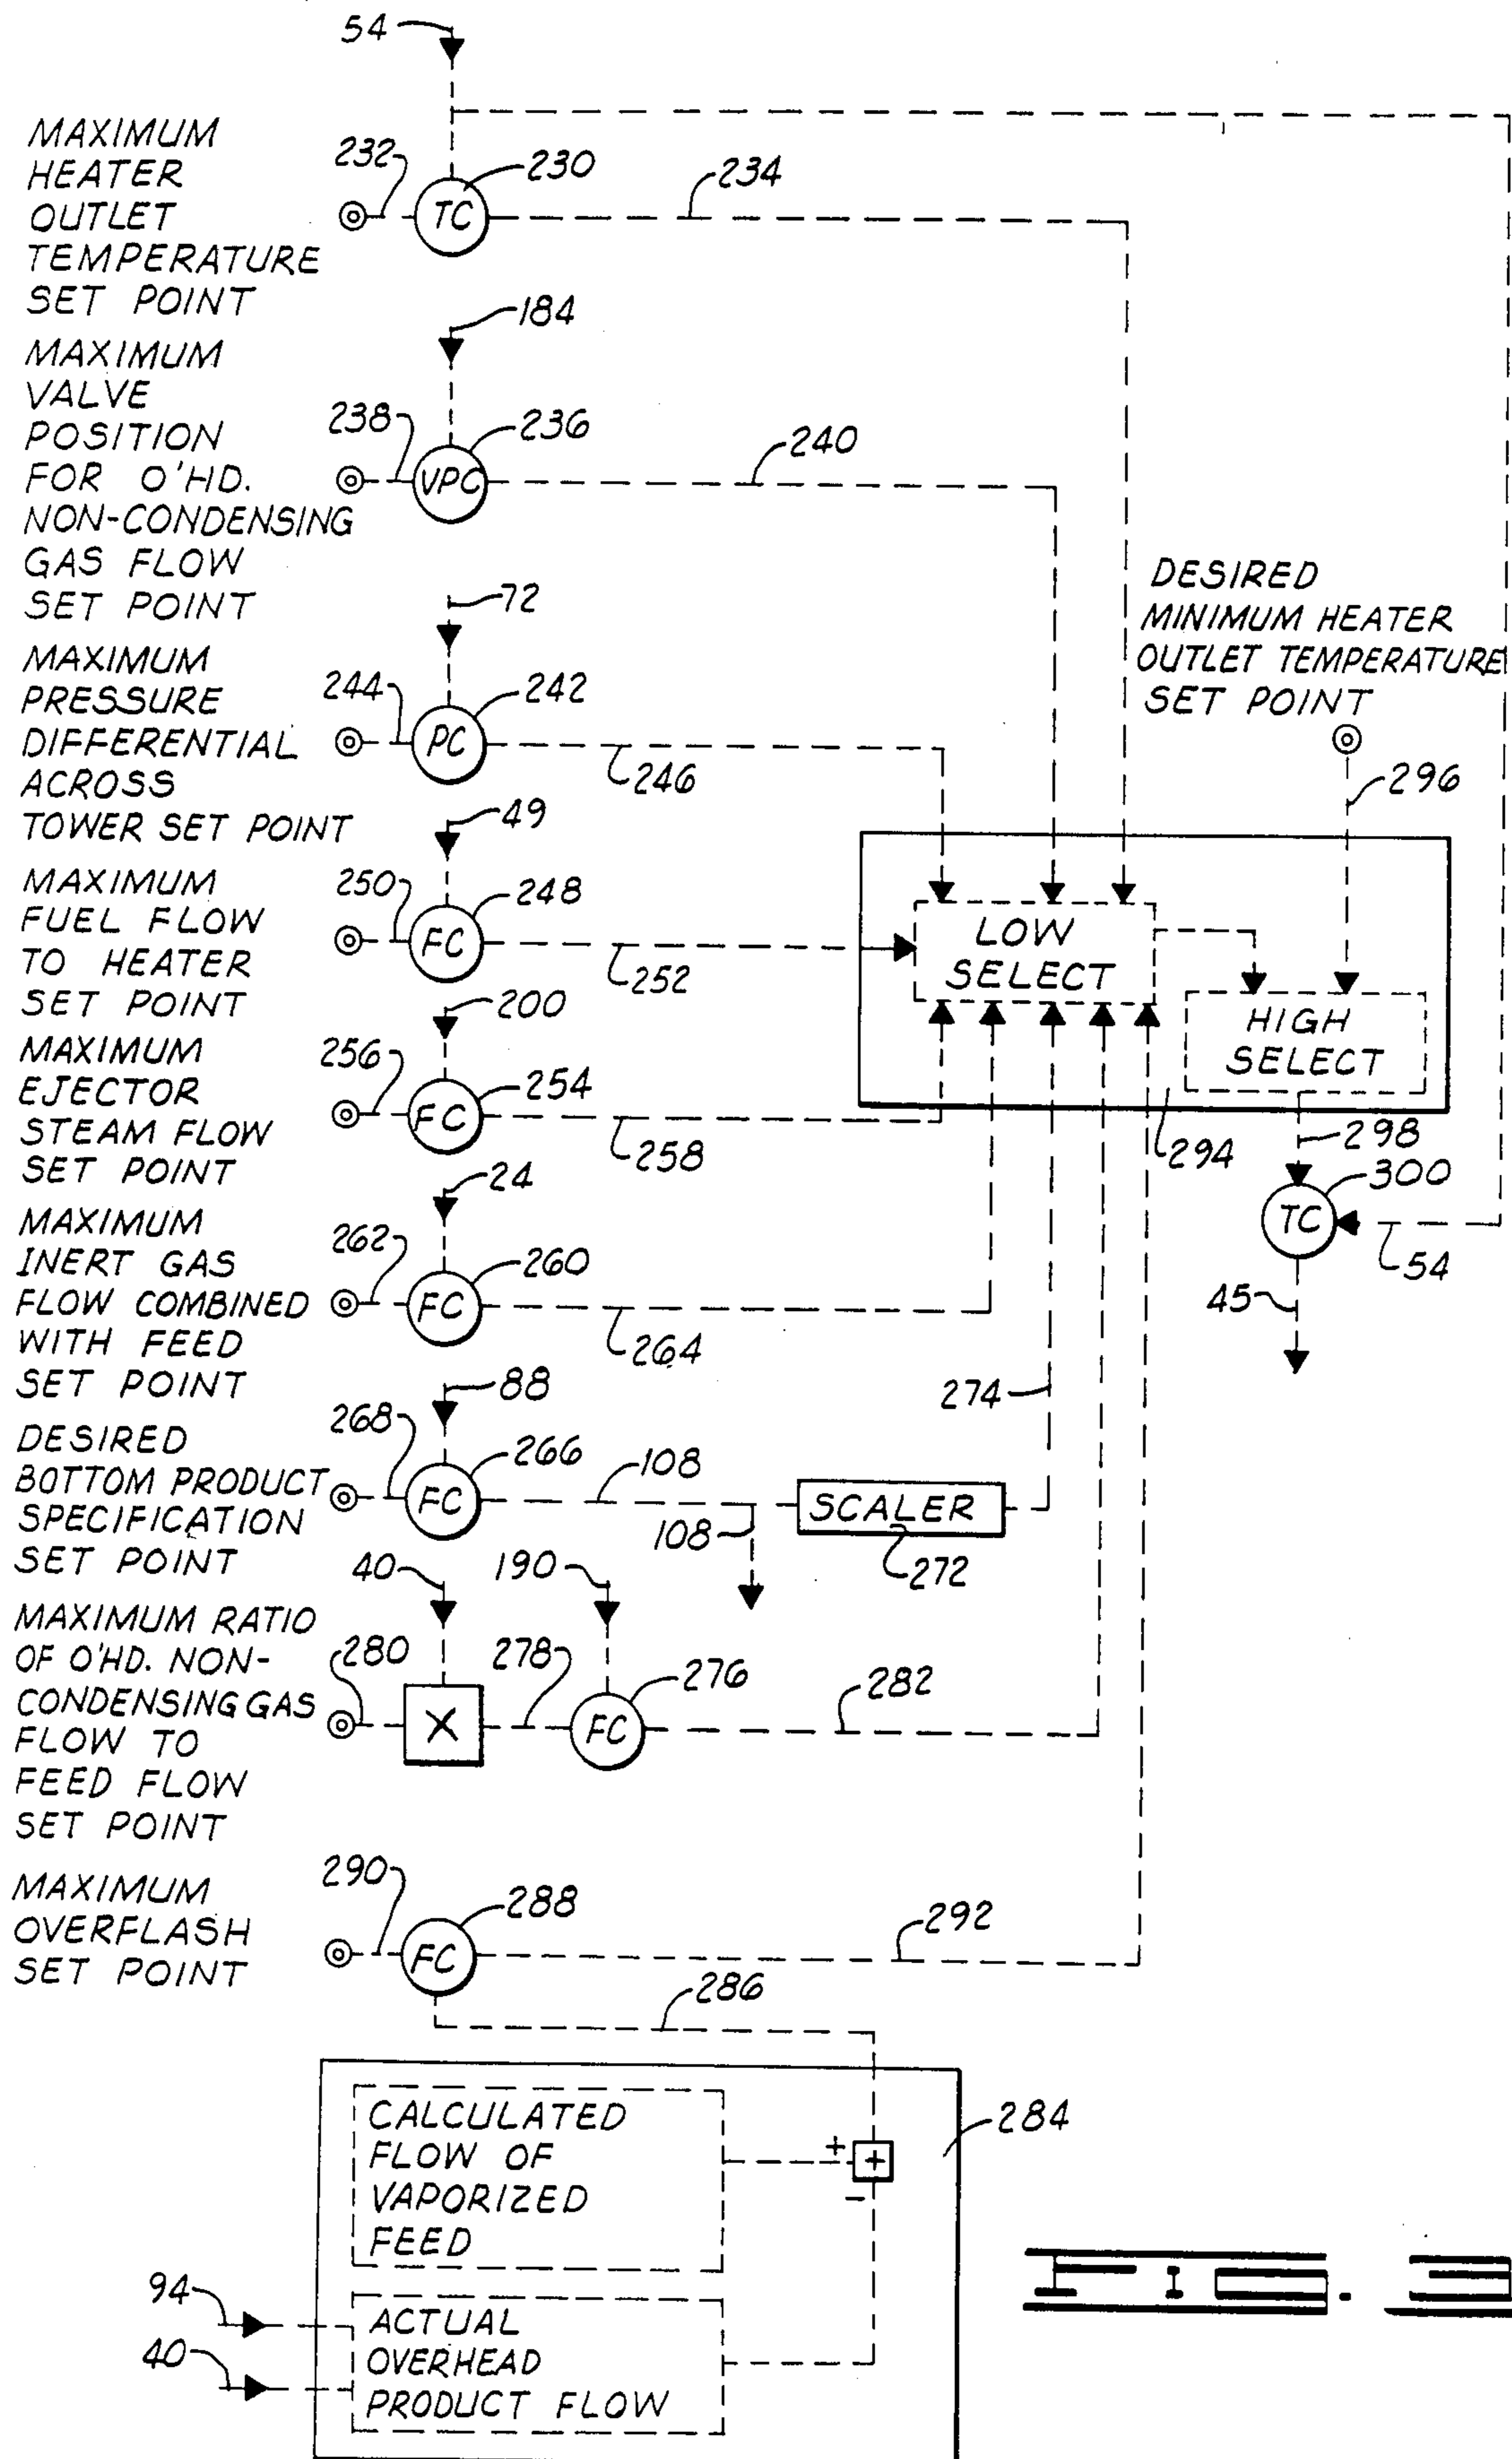 54
MAXIMUM
HEATER
OUTLET
TEMPERATURE
SET POINT
232
230
TC
234
184
MAXIMUM
VALVE
POSITION
FOR O'HD.
NON-CONDENSING
GAS FLOW
SET POINT
238
236
VPC
240
72
MAXIMUM
PRESSURE
DIFFERENTIAL
ACROSS
TOWER SET POINT
244
242
PC
246
DESIRED
MINIMUM HEATER
OUTLET TEMPERATURE
SET POINT
296
49
MAXIMUM
FUEL FLOW
TO HEATER
SET POINT
250
248
FC
252
LOW
SELECT
HIGH
SELECT
200
MAXIMUM
EJECTOR
STEAM FLOW
SET POINT
256
254
FC
258
294
298
300
TC
54
45
24
MAXIMUM
INERT GAS
FLOW COMBINED
WITH FEED
SET POINT
262
260
FC
264
88
DESIRED
BOTTOM PRODUCT
SPECIFICATION
SET POINT
268
266
FC
108
108
SCALER
272
274
40
190
MAXIMUM RATIO
OF O'HD. NON-
CONDENSING GAS
FLOW TO
FEED FLOW
SET POINT
280
X
278
276
FC
282
MAXIMUM
OVERFLASH
SET POINT
290
288
FC
292
286
284
CALCULATED
FLOW OF
VAPORIZED
FEED
+
+
−
94
40
ACTUAL
OVERHEAD
PRODUCT FLOW